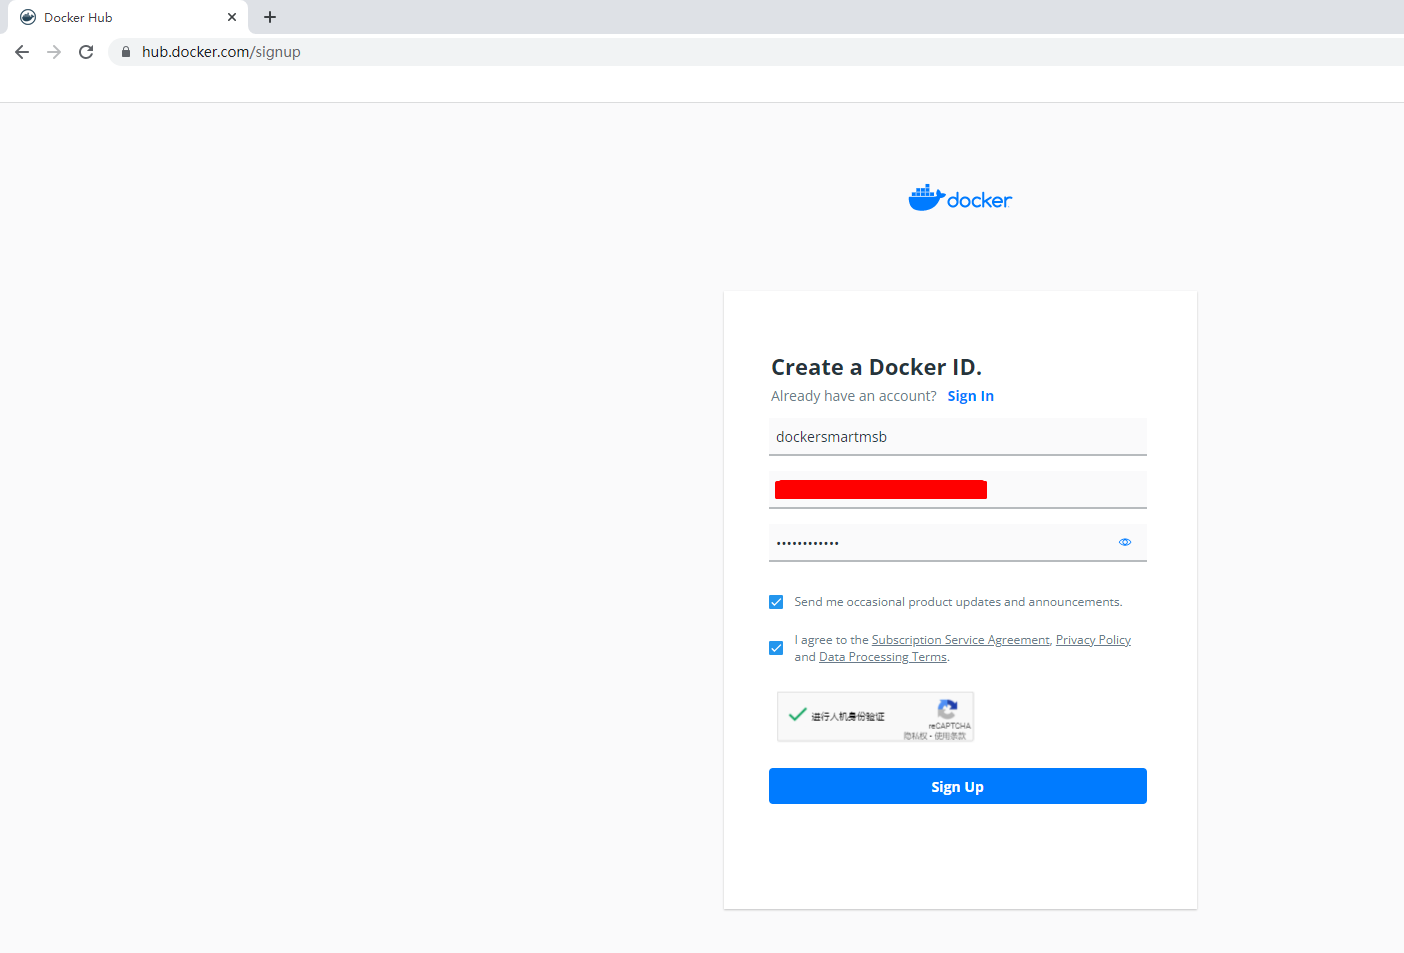 Docker Hub
hub.docker.com/signup
docker
Create a Docker ID.
Already have an account? Sign In
dockersmartmsb
••••••••••••
Send me occasional product updates and announcements.
I agree to the Subscription Service Agreement, Privacy Policy
and Data Processing Terms.
进行人机身份验证
reCAPTCHA
隐私权 • 使用条款
Sign Up